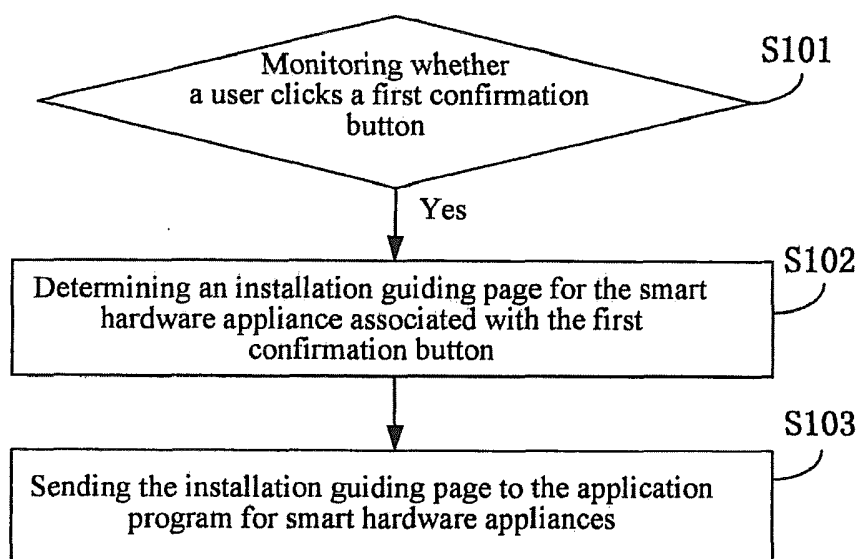 Monitoring whether
a user clicks a first confirmation
button
S101
Yes
S102
Determining an installation guiding page for the smart
hardware appliance associated with the first
confirmation button
S103
Sending the installation guiding page to the application
program for smart hardware appliances